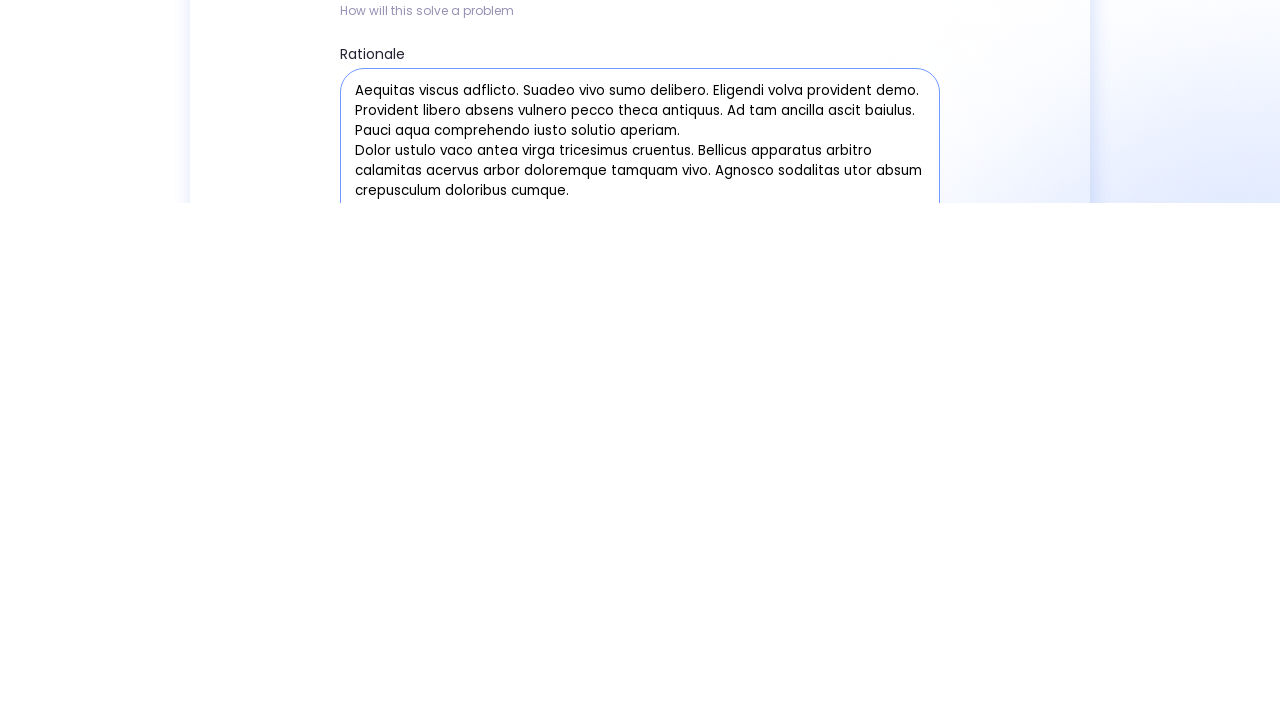 How will this solve a problem
Rationale
Aequitas viscus adflicto. Suadeo vivo sumo delibero. Eligendi volva provident demo.
Provident libero absens vulnero pecco theca antiquus. Ad tam ancilla ascit baiulus.
Pauci aqua comprehendo iusto solutio aperiam.
Dolor ustulo vaco antea virga tricesimus cruentus. Bellicus apparatus arbitro
calamitas acervus arbor doloremque tamquam vivo. Agnosco sodalitas utor absum
crepusculum doloribus cumque.